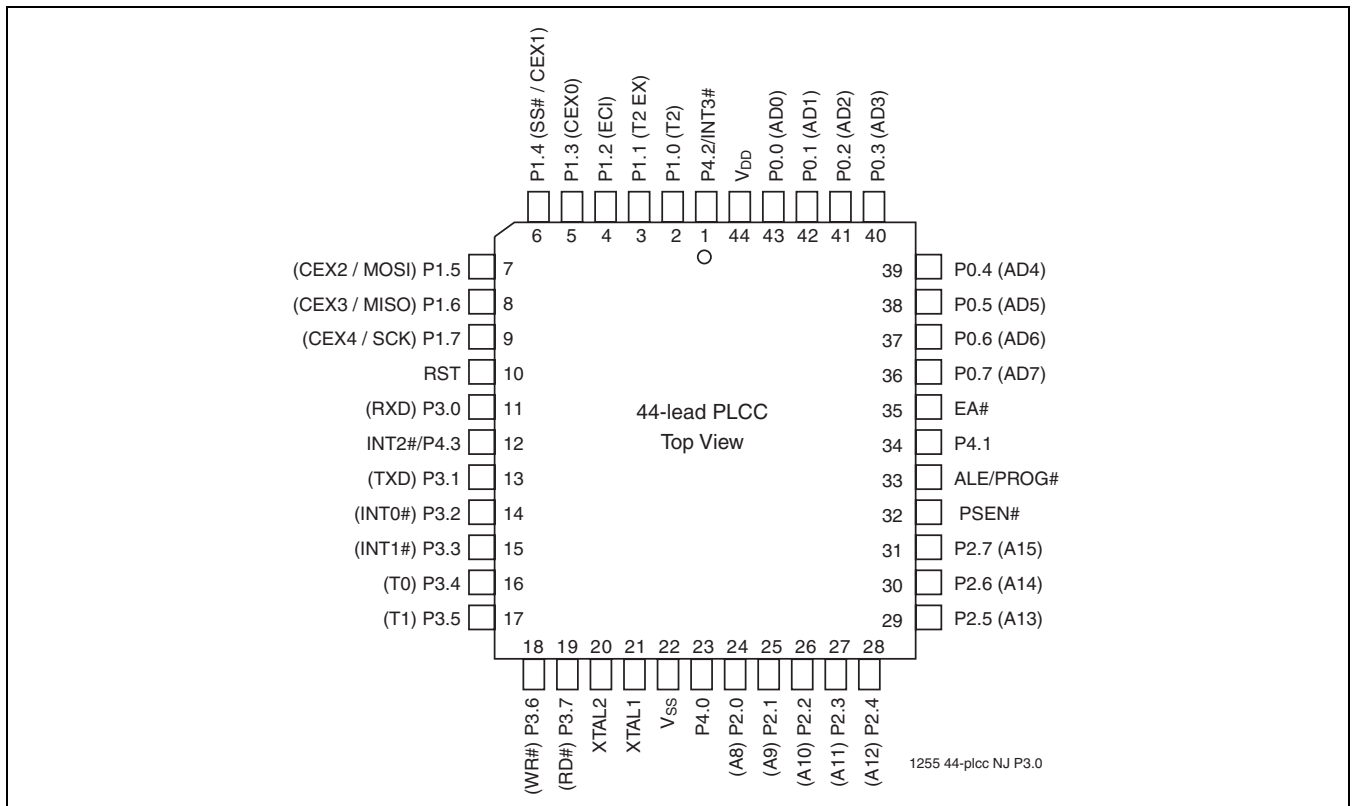 P1.4 (SS# / CEX1)
P1.3 (CEX0)
P1.2 (ECI)
P1.1 (T2 EX)
P1.0 (T2)
P4.2/INT3#
VDD
P0.0 (AD0)
P0.1 (AD1)
P0.2 (AD2)
P0.3 (AD3)
6 5 4 3 2 1 44 43 42 41 40
(CEX2 / MOSI) P1.5 7
(CEX3 / MISO) P1.6 8
(CEX4 / SCK) P1.7 9
RST 10
(RXD) P3.0 11
INT2#/P4.3 12
(TXD) P3.1 13
(INT0#) P3.2 14
(INT1#) P3.3 15
(T0) P3.4 16
(T1) P3.5 17
44-lead PLCC
Top View
39 P0.4 (AD4)
38 P0.5 (AD5)
37 P0.6 (AD6)
36 P0.7 (AD7)
35 EA#
34 P4.1
33 ALE/PROG#
32 PSEN#
31 P2.7 (A15)
30 P2.6 (A14)
29 P2.5 (A13)
18 19 20 21 22 23 24 25 26 27 28
(WR#) P3.6
(RD#) P3.7
XTAL2
XTAL1
VSS
P4.0
(A8) P2.0
(A9) P2.1
(A10) P2.2
(A11) P2.3
(A12) P2.4
1255 44-plcc NJ P3.0